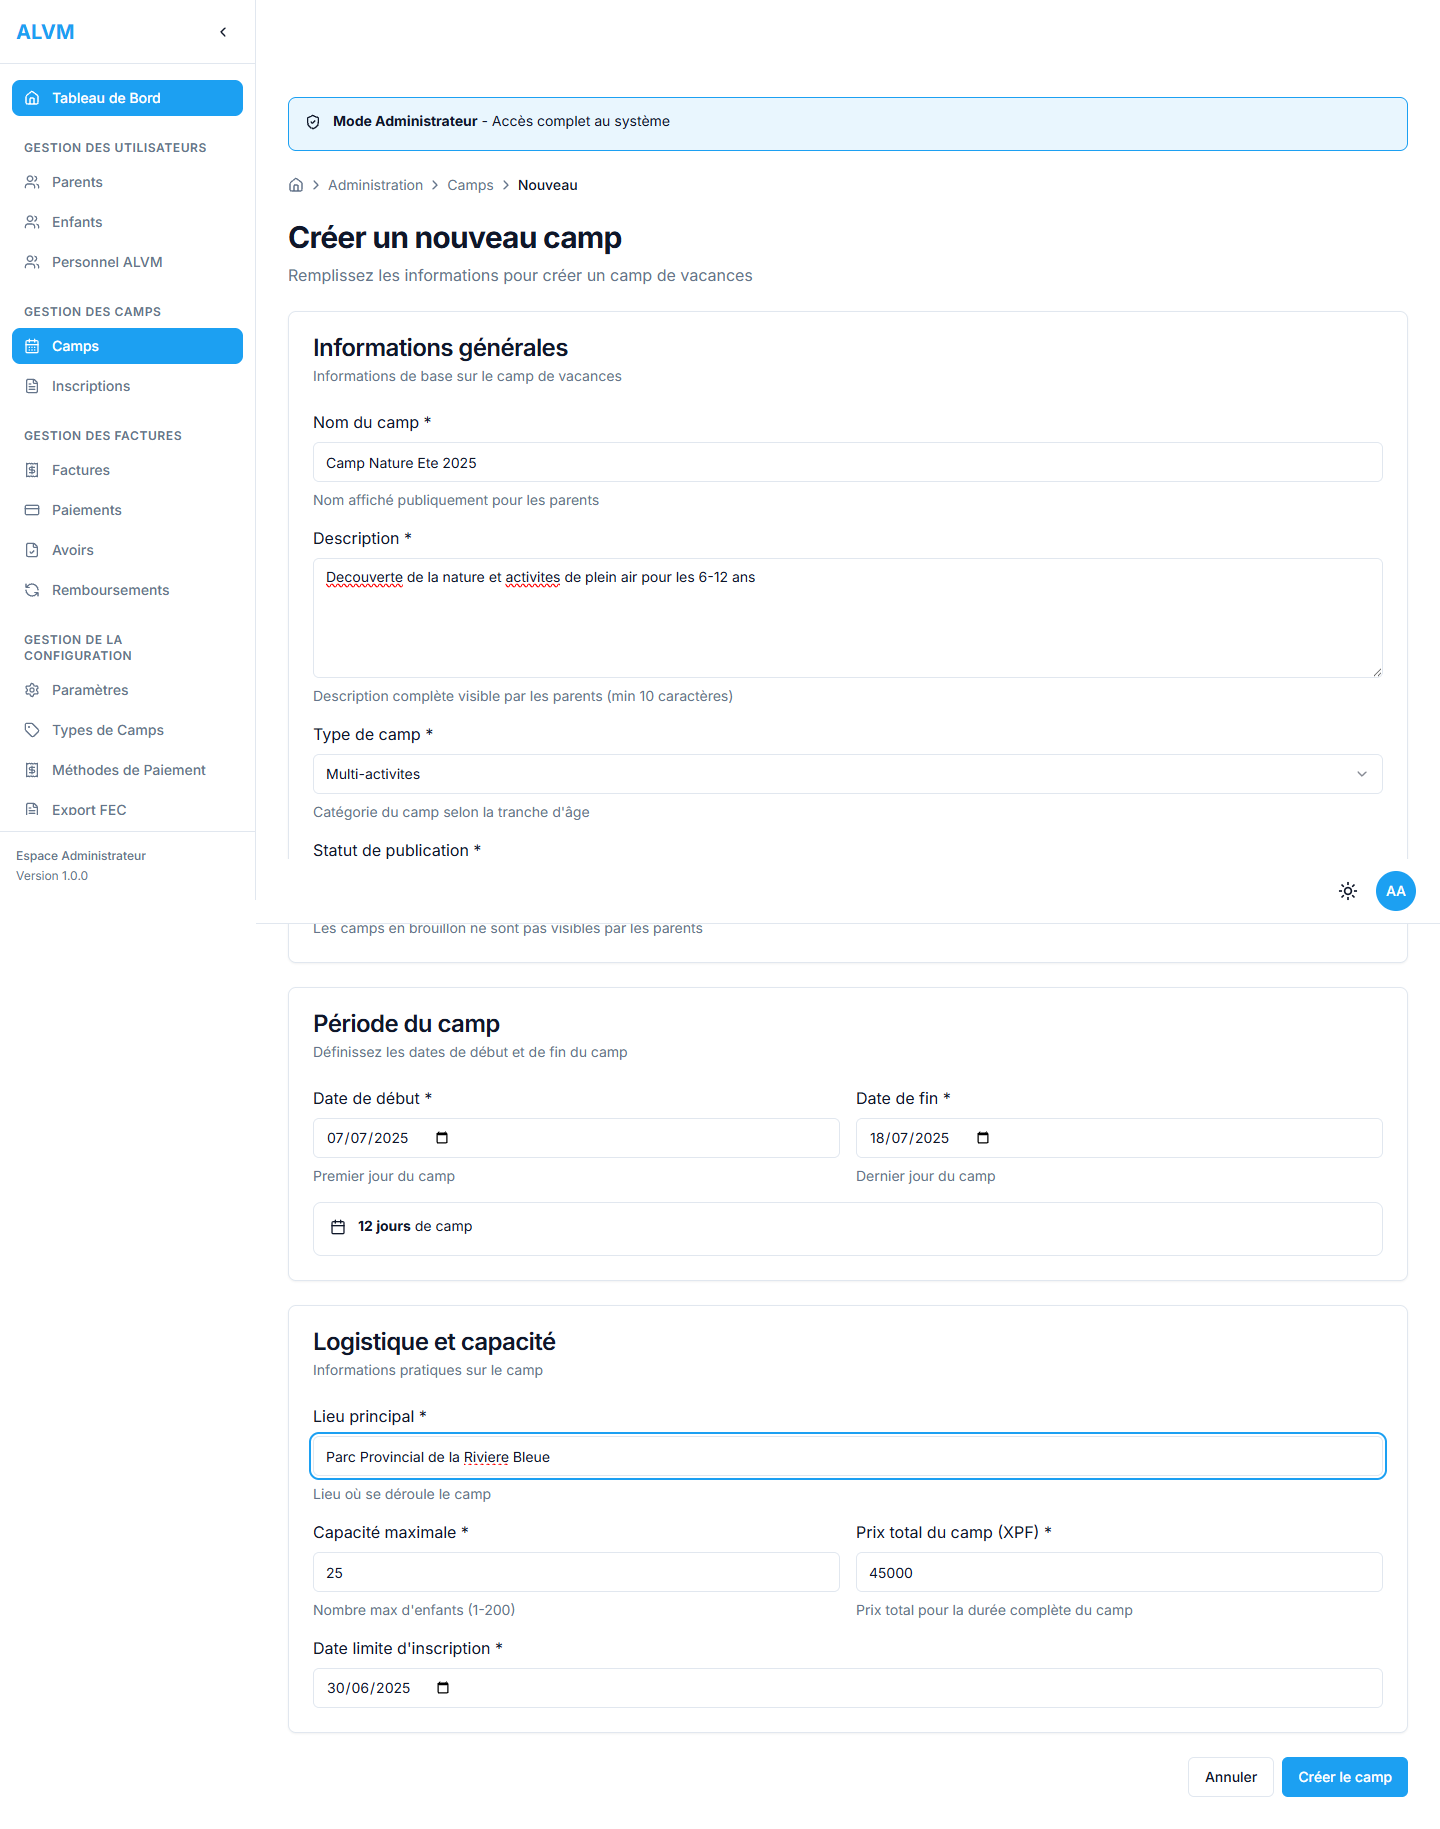 ALVM
Tableau de Bord
GESTION DES UTILISATEURS
Parents
Enfants
Personnel ALVM
GESTION DES CAMPS
Camps
Inscriptions
GESTION DES FACTURES
Factures
Paiements
Avoirs
Remboursements
GESTION DE LA
CONFIGURATION
Paramètres
Types de Camps
Méthodes de Paiement
Export FEC
Espace Administrateur
Version 1.0.0
Mode Administrateur - Accès complet au système
Administration > Camps > Nouveau
Créer un nouveau camp
Remplissez les informations pour créer un camp de vacances
Informations générales
Informations de base sur le camp de vacances
Nom du camp *
Camp Nature Ete 2025
Nom affiché publiquement pour les parents
Description *
Decouverte de la nature et activites de plein air pour les 6-12 ans
Description complète visible par les parents (min 10 caractères)
Type de camp *
Multi-activites
Catégorie du camp selon la tranche d'âge
Statut de publication *
AA
Les camps en brouillon ne sont pas visibles par les parents
Période du camp
Définissez les dates de début et de fin du camp
Date de début *
07/07/2025
Premier jour du camp
Date de fin *
18/07/2025
Dernier jour du camp
12 jours de camp
Logistique et capacité
Informations pratiques sur le camp
Lieu principal *
Parc Provincial de la Riviere Bleue
Lieu où se déroule le camp
Capacité maximale *
25
Nombre max d'enfants (1-200)
Prix total du camp (XPF) *
45000
Prix total pour la durée complète du camp
Date limite d'inscription *
30/06/2025
Annuler
Créer le camp